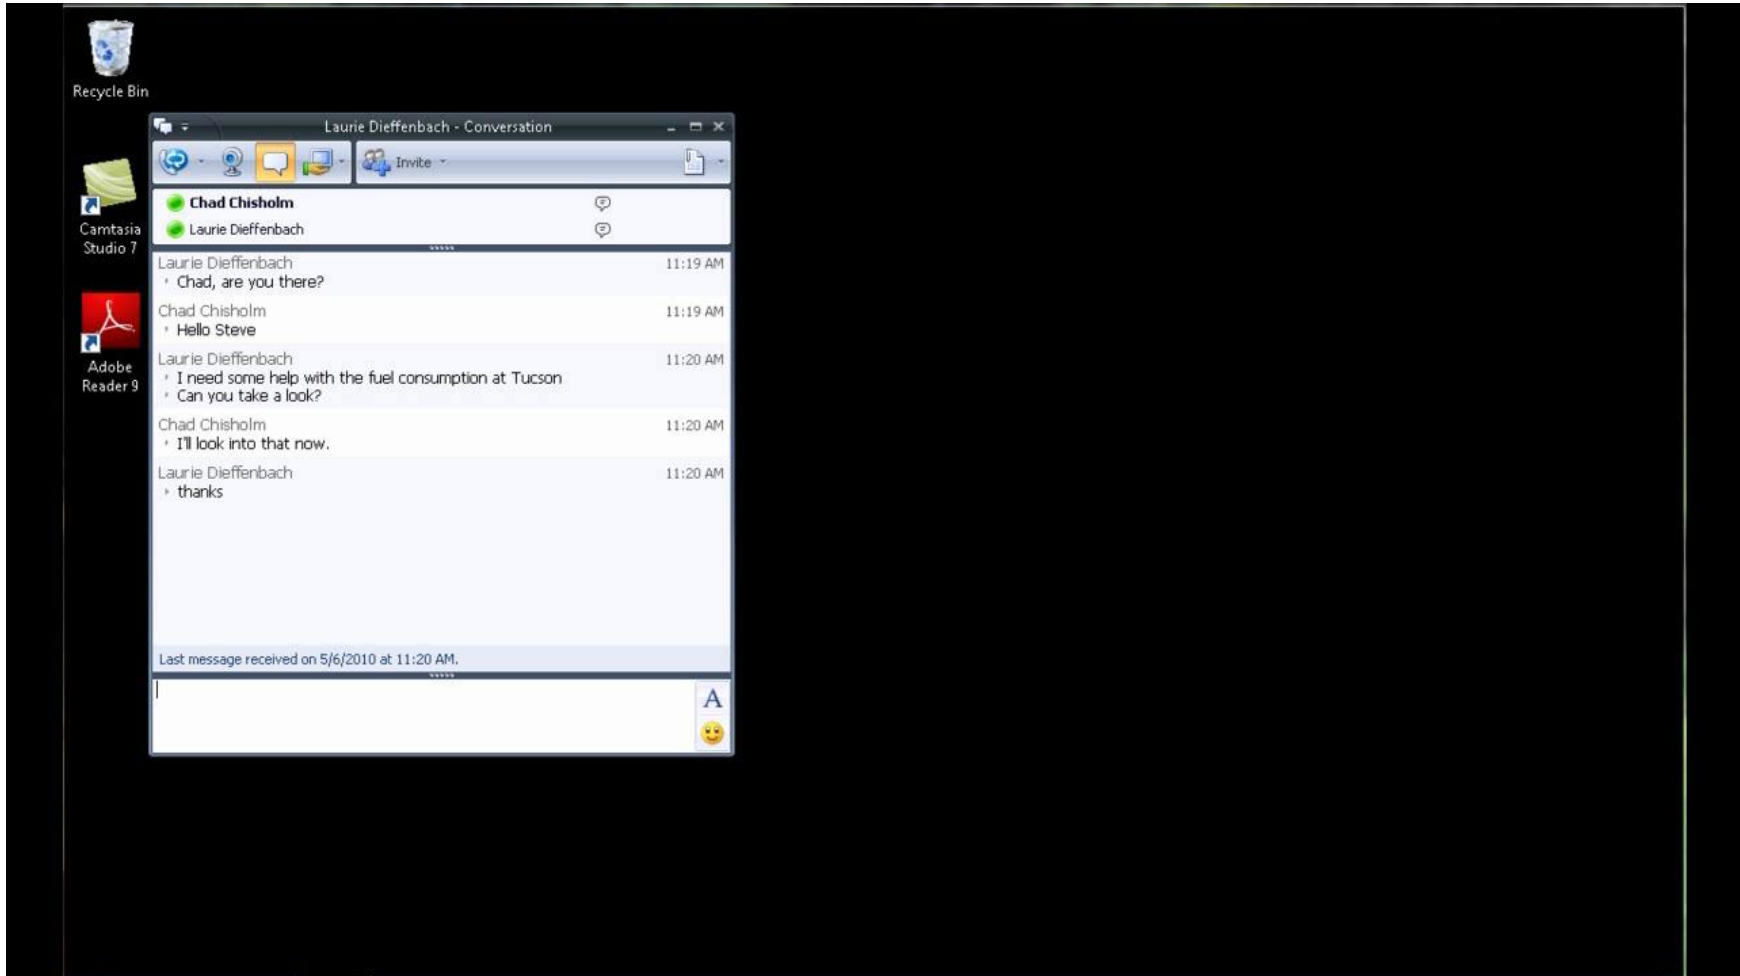 Recycle Bin
Laurie Dieffenbach - Conversation
Invite
Chad Chisholm
Camtasia
Studio 7
Laurie Dieffenbach
Laurie Dieffenbach 11:19 AM
Chad, are you there?
Chad Chisholm 11:19 AM
Hello Steve
Adobe
Reader 9
Laurie Dieffenbach 11:20 AM
I need some help with the fuel consumption at Tucson
Can you take a look?
Chad Chisholm 11:20 AM
I'll look into that now.
Laurie Dieffenbach 11:20 AM
thanks
Last message received on 5/6/2010 at 11:20 AM.
A